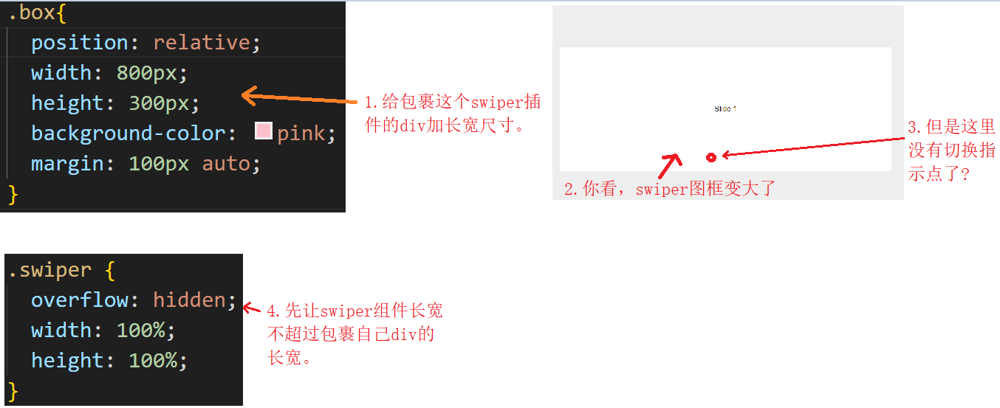 .box{
position: relative;
width: 800px;
height: 300px;
background-color: pink;
margin: 100px auto;
}
1.给包裹这个swiper插
件的div加长宽尺寸。
Slide 1
2.你看，swiper图框变大了
3.但是这里
没有切换指
示点了?
.swiper {
overflow: hidden;
width: 100%;
height: 100%;
}
4.先让swiper组件长宽
不超过包裹自己div的
长宽。